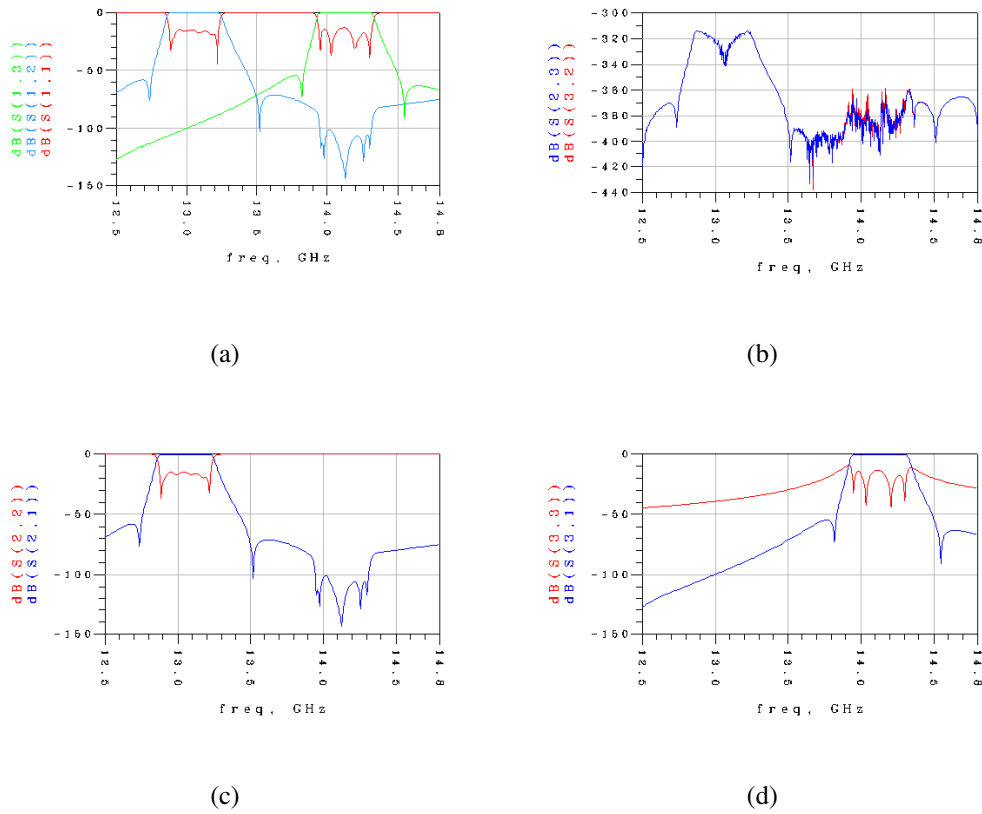 dB(S(1,3))
dB(S(1,2))
dB(S(1,1))
0
-50
-100
-150
12.5
13.0
13.5
14.0
14.5
14.8
freq, GHz
(a)
dB(S(2,3))
dB(S(3,2))
-300
-320
-340
-360
-380
-400
-420
-440
12.5
13.0
13.5
14.0
14.5
14.8
freq, GHz
(b)
dB(S(2,2))
dB(S(2,1))
0
-50
-100
-150
12.5
13.0
13.5
14.0
14.5
14.8
freq, GHz
(c)
dB(S(3,3))
dB(S(3,1))
0
-50
-100
-150
12.5
13.0
13.5
14.0
14.5
14.8
freq, GHz
(d)